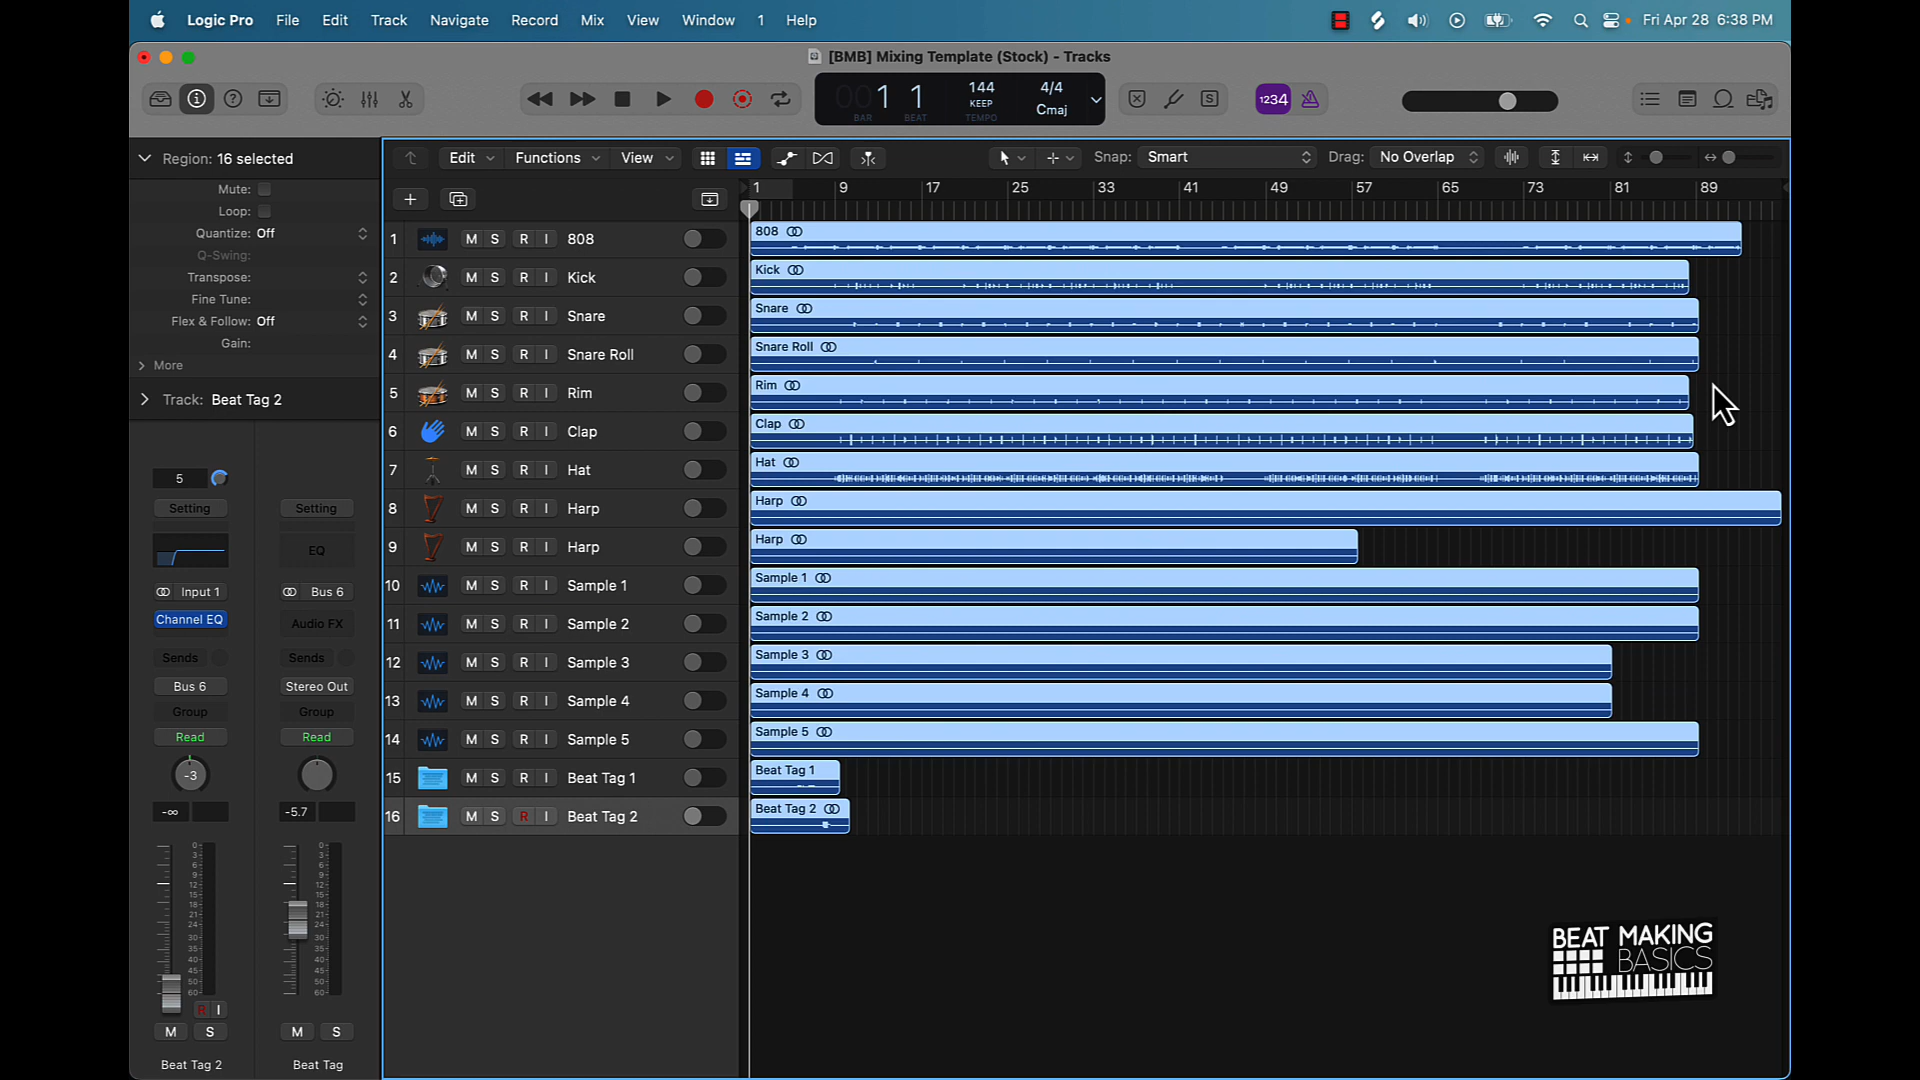 Logic Pro File Edit Track Navigate Record Mix View Window 1 Help Fri Apr 28 6:38 PM
[BMB] Mixing Template (Stock) - Tracks
1 1 144 KEEP TEMPO 4/4 Cmaj
BAR BEAT
1234
Region: 16 selected
Mute:
Loop:
Quantize: Off
Q-Swing:
Transpose:
Fine Tune:
Flex & Follow: Off
Gain:
More
Track: Beat Tag 2
Edit Functions View Snap: Smart Drag: No Overlap
1 9 17 25 33 41 49 57 65 73 81 89
1 M S R I 808
2 M S R I Kick
3 M S R I Snare
4 M S R I Snare Roll
5 M S R I Rim
6 M S R I Clap
7 M S R I Hat
8 M S R I Harp
9 M S R I Harp
10 M S R I Sample 1
11 M S R I Sample 2
12 M S R I Sample 3
13 M S R I Sample 4
14 M S R I Sample 5
15 M S R I Beat Tag 1
16 M S R I Beat Tag 2
808
Kick
Snare
Snare Roll
Rim
Clap
Hat
Harp
Harp
Sample 1
Sample 2
Sample 3
Sample 4
Sample 5
Beat Tag 1
Beat Tag 2
5
Setting Setting
EQ
Input 1 Bus 6
Channel EQ Audio FX
Sends Sends
Bus 6 Stereo Out
Group Group
Read Read
-3
-∞ -5.7
R I
M S M S
Beat Tag 2 Beat Tag
BEAT MAKING
BASICS